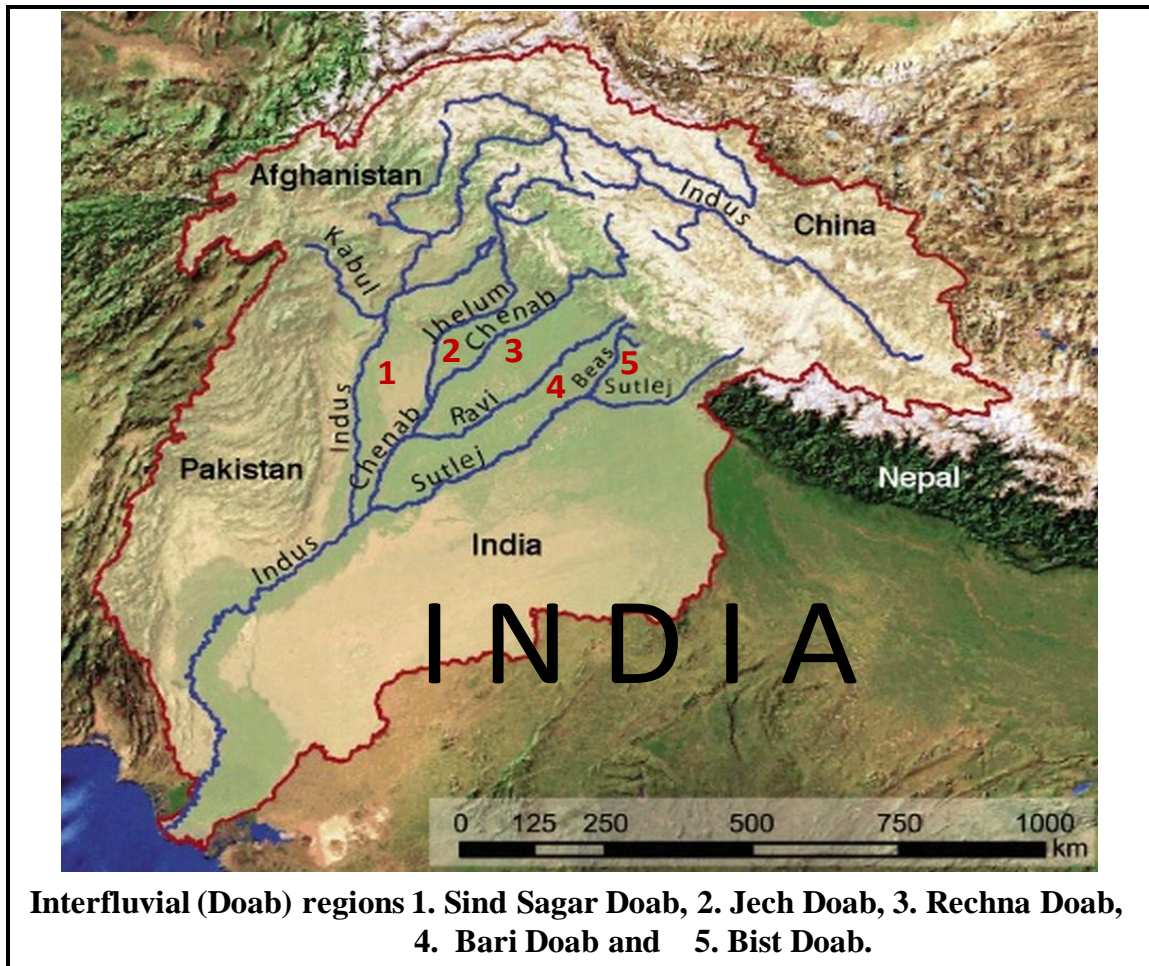 Afghanistan
Indus
China
Kabul
Jhelum
Chenab
2
3
1
5
4
Beas
Sutlej
Indus
Ravi
Chenab
Pakistan
Sutlej
Nepal
India
Indus
INDIA
0 125 250 500 750 1000
km
Interfluvial (Doab) regions 1. Sind Sagar Doab, 2. Jech Doab, 3. Rechna Doab,
4. Bari Doab and 5. Bist Doab.